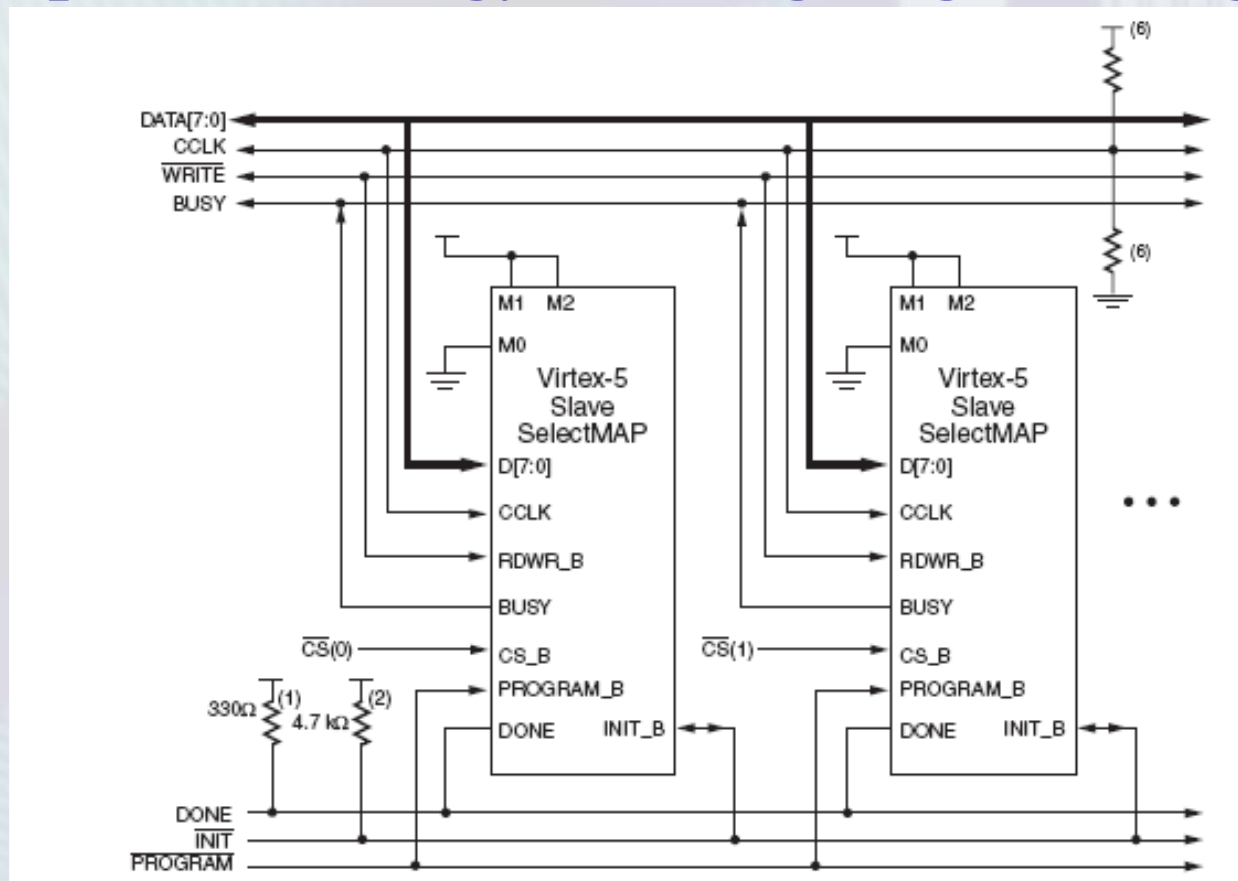 (6)
DATA[7:0]
CCLK
WRITE
BUSY
(6)
M1 M2
M0
Virtex-5
Slave
SelectMAP
D[7:0]
CCLK
RDWR_B
BUSY
CS(0)
CS_B
PROGRAM_B
DONE INIT_B
M1 M2
M0
Virtex-5
Slave
SelectMAP
D[7:0]
CCLK
RDWR_B
BUSY
CS(1)
CS_B
PROGRAM_B
DONE INIT_B
330Ω (1)
4.7 kΩ (2)
DONE
INIT
PROGRAM